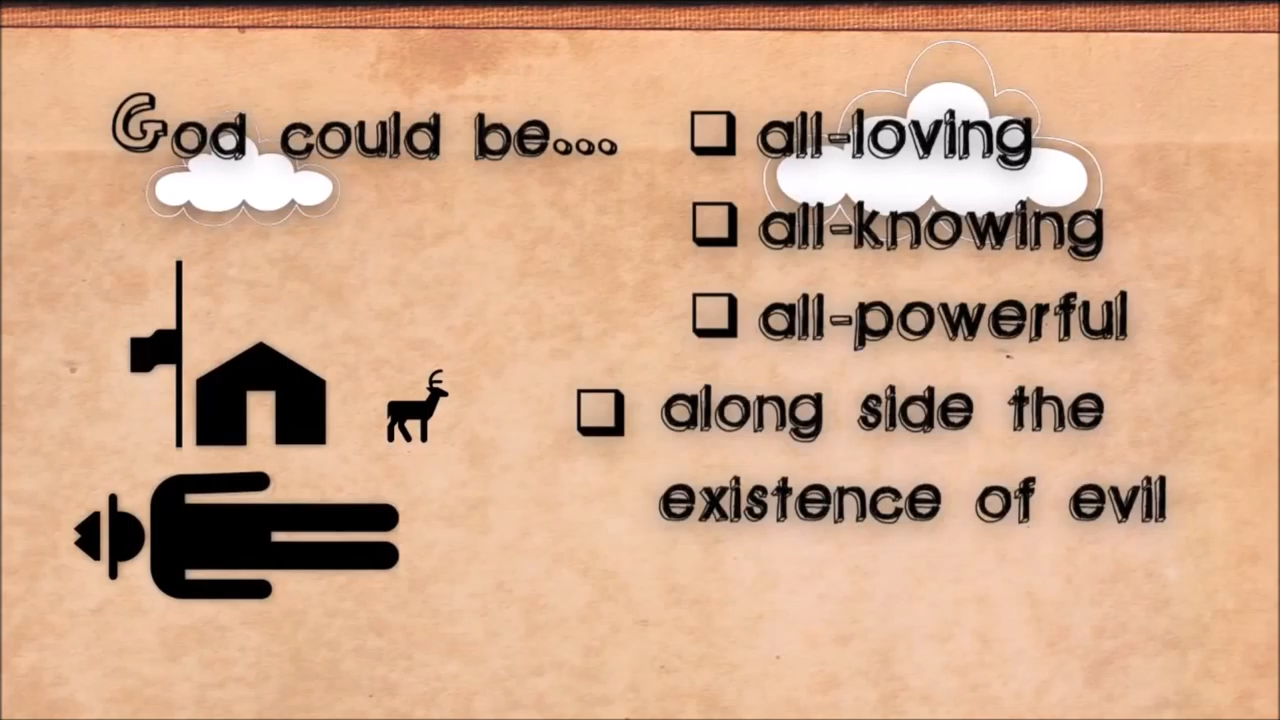 God could be...
❑ all-loving
❑ all-knowing
❑ all-powerful
❑ along side the
existence of evil